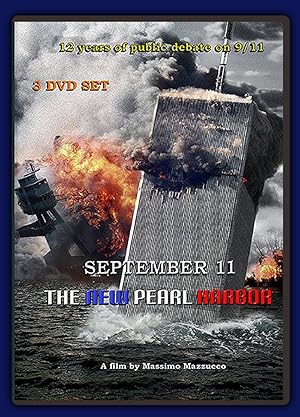 12 years of public debate on 9/11
3 DVD SET
SEPTEMBER 11
THE NEW PEARL HARBOR
A film by Massimo Mazzucco